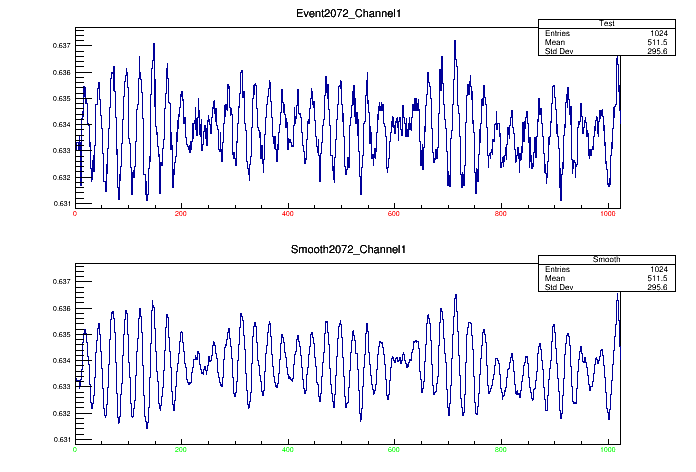 Event2072_Channel1
Test
Entries 1024
Mean 511.5
Std Dev 295.6
0.637
0.636
0.635
0.634
0.633
0.632
0.631
0 200 400 600 800 1000
Smooth2072_Channel1
Smooth
Entries 1024
Mean 511.5
Std Dev 295.6
0.637
0.636
0.635
0.634
0.633
0.632
0.631
0 200 400 600 800 1000